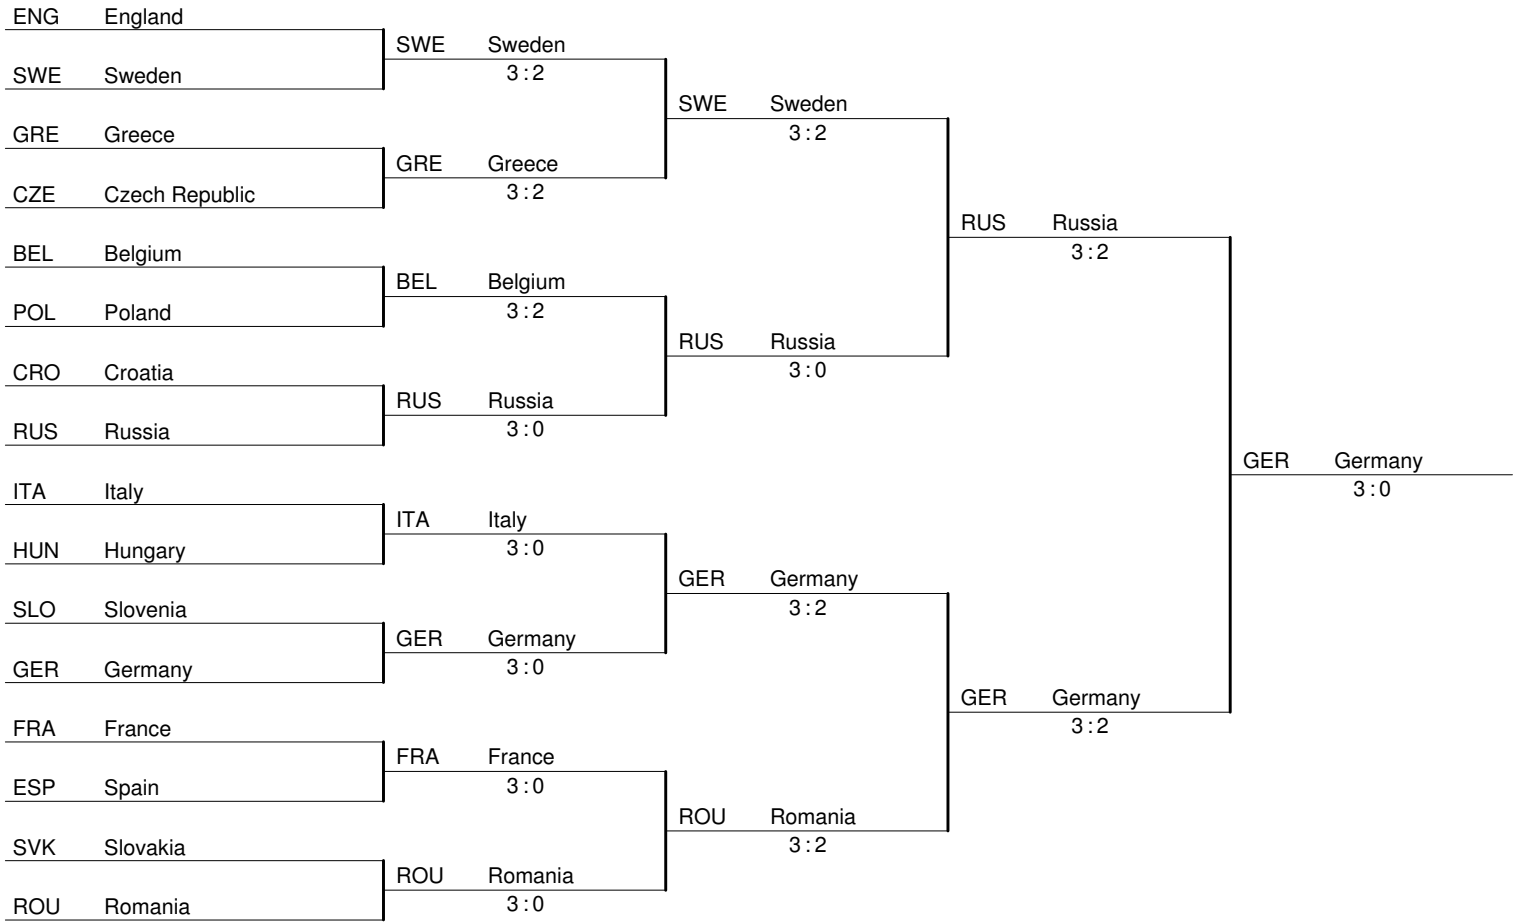 ENG England
SWE Sweden
GRE Greece
CZE Czech Republic
BEL Belgium
POL Poland
CRO Croatia
RUS Russia
ITA Italy
HUN Hungary
SLO Slovenia
GER Germany
FRA France
ESP Spain
SVK Slovakia
ROU Romania
SWE Sweden
3 : 2
GRE Greece
3 : 2
BEL Belgium
3 : 2
RUS Russia
3 : 0
ITA Italy
3 : 0
GER Germany
3 : 0
FRA France
3 : 0
ROU Romania
3 : 0
SWE Sweden
3 : 2
RUS Russia
3 : 0
GER Germany
3 : 2
ROU Romania
3 : 2
RUS Russia
3 : 2
GER Germany
3 : 2
GER Germany
3 : 0